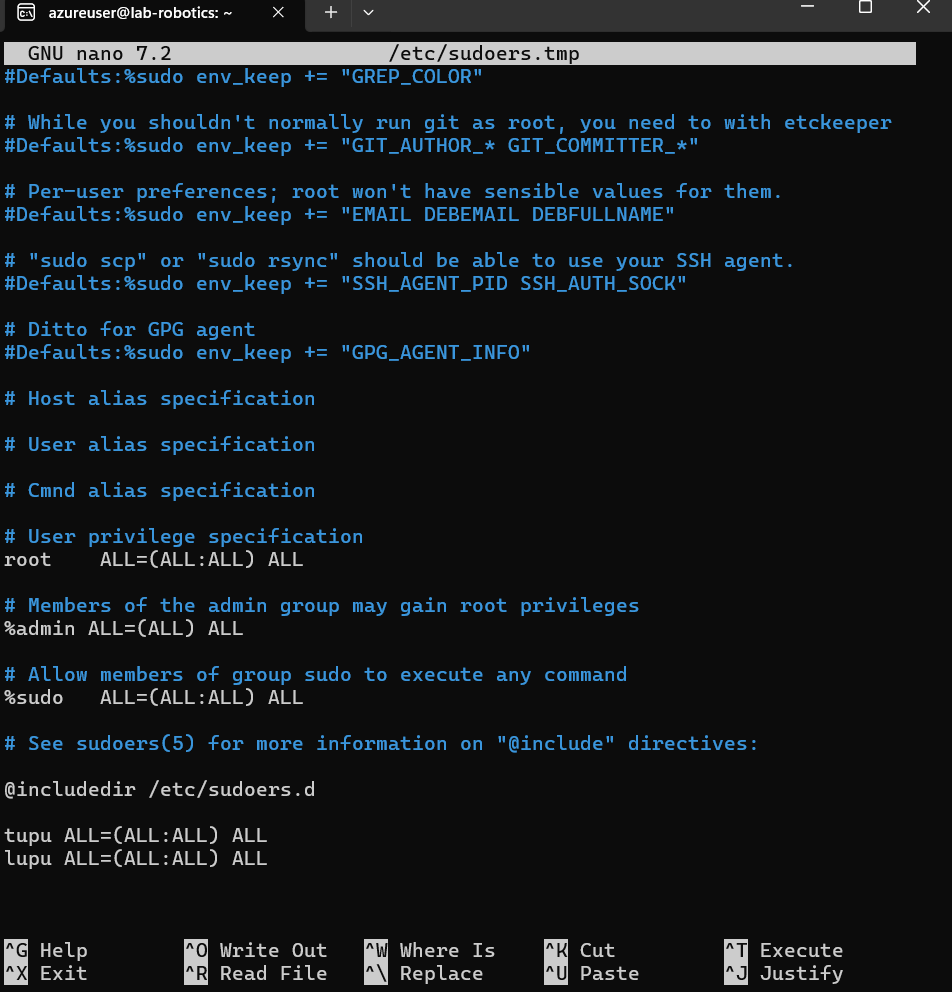 azureuser@lab-robotics: ~
GNU nano 7.2 /etc/sudoers.tmp
#Defaults:%sudo env_keep += "GREP_COLOR"
# While you shouldn't normally run git as root, you need to with etckeeper
#Defaults:%sudo env_keep += "GIT_AUTHOR_* GIT_COMMITTER_*"
# Per-user preferences; root won't have sensible values for them.
#Defaults:%sudo env_keep += "EMAIL DEBEMAIL DEBFULLNAME"
# "sudo scp" or "sudo rsync" should be able to use your SSH agent.
#Defaults:%sudo env_keep += "SSH_AGENT_PID SSH_AUTH_SOCK"
# Ditto for GPG agent
#Defaults:%sudo env_keep += "GPG_AGENT_INFO"
# Host alias specification
# User alias specification
# Cmnd alias specification
# User privilege specification
root    ALL=(ALL:ALL) ALL
# Members of the admin group may gain root privileges
%admin ALL=(ALL) ALL
# Allow members of group sudo to execute any command
%sudo   ALL=(ALL:ALL) ALL
# See sudoers(5) for more information on "@include" directives:
@includedir /etc/sudoers.d
tupu ALL=(ALL:ALL) ALL
lupu ALL=(ALL:ALL) ALL
^G Help ^O Write Out ^W Where Is ^K Cut ^T Execute
^X Exit ^R Read File ^\ Replace ^U Paste ^J Justify